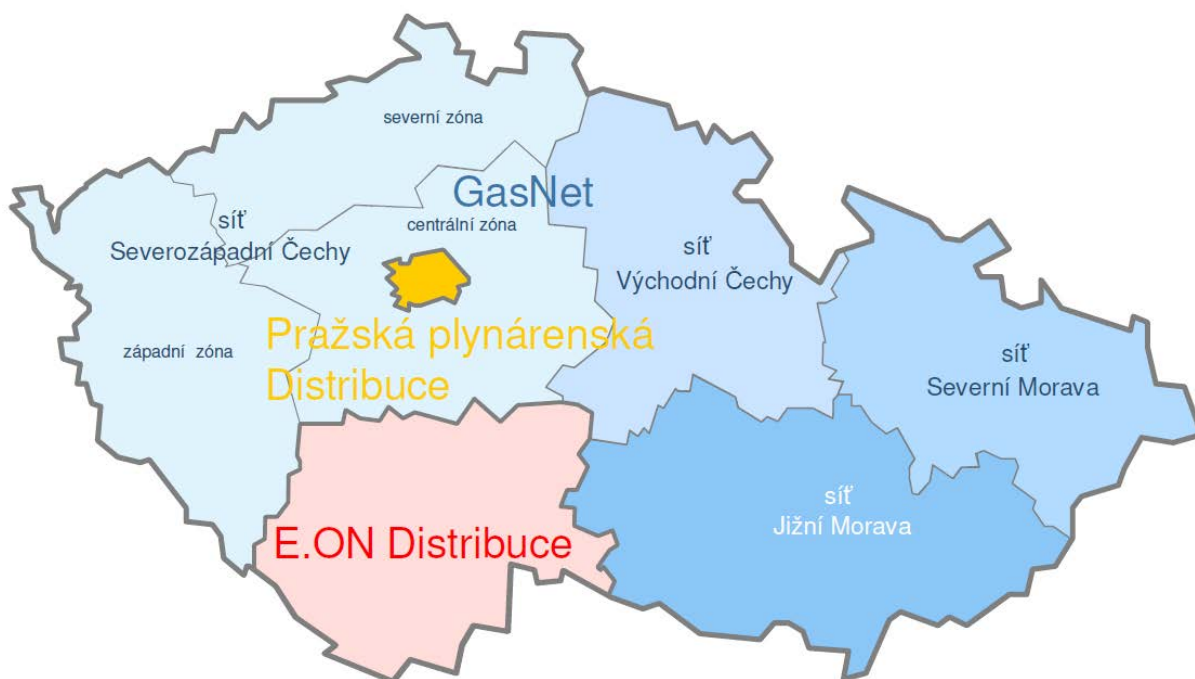 severní zóna
GasNet
centrální zóna
síť
Severozápadní Čechy
síť
Východní Čechy
Pražská plynárenská
Distribuce
západní zóna
síť
Severní Morava
síť
Jižní Morava
E.ON Distribuce